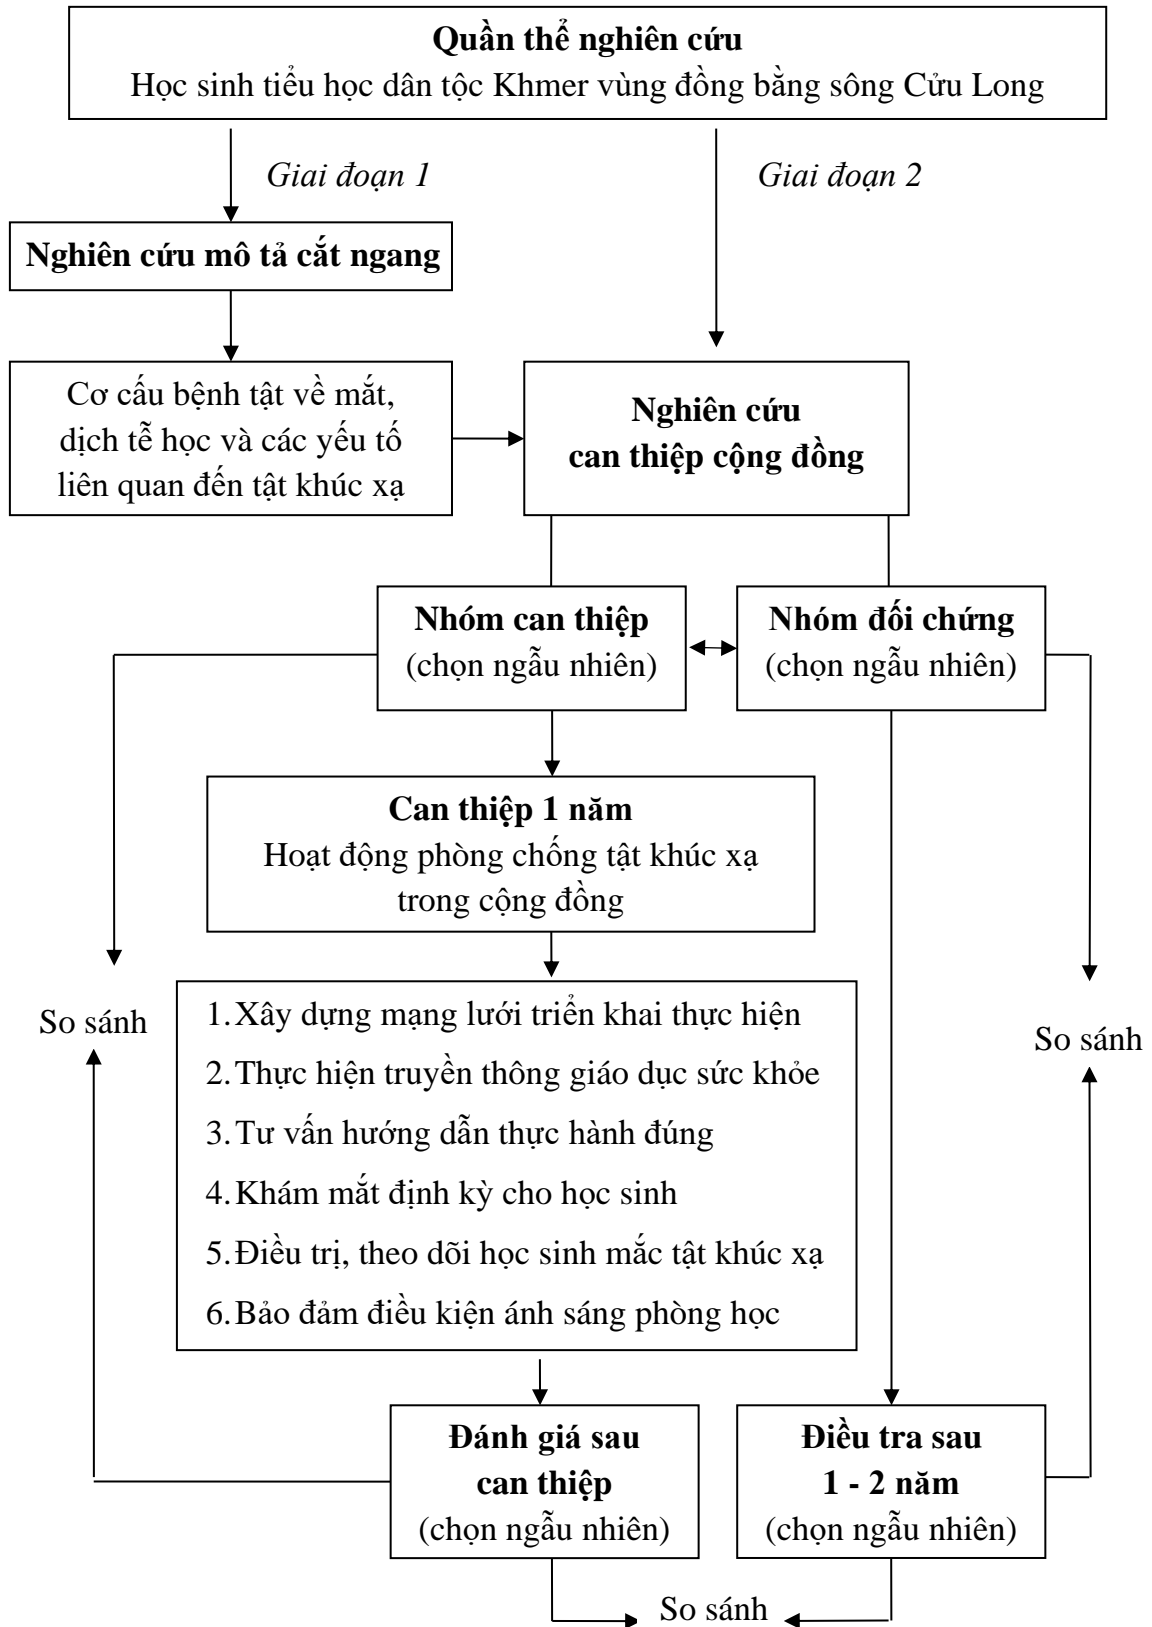 Quần thể nghiên cứu
Học sinh tiểu học dân tộc Khmer vùng đồng bằng sông Cửu Long
Giai đoạn 1
Giai đoạn 2
Nghiên cứu mô tả cắt ngang
Cơ cấu bệnh tật về mắt,
dịch tễ học và các yếu tố
liên quan đến tật khúc xạ
Nghiên cứu
can thiệp cộng đồng
Nhóm can thiệp
(chọn ngẫu nhiên)
Nhóm đối chứng
(chọn ngẫu nhiên)
Can thiệp 1 năm
Hoạt động phòng chống tật khúc xạ
trong cộng đồng
So sánh
1. Xây dựng mạng lưới triển khai thực hiện
2. Thực hiện truyền thông giáo dục sức khỏe
3. Tư vấn hướng dẫn thực hành đúng
4. Khám mắt định kỳ cho học sinh
5. Điều trị, theo dõi học sinh mắc tật khúc xạ
6. Bảo đảm điều kiện ánh sáng phòng học
So sánh
Đánh giá sau
can thiệp
(chọn ngẫu nhiên)
Điều tra sau
1 - 2 năm
(chọn ngẫu nhiên)
So sánh